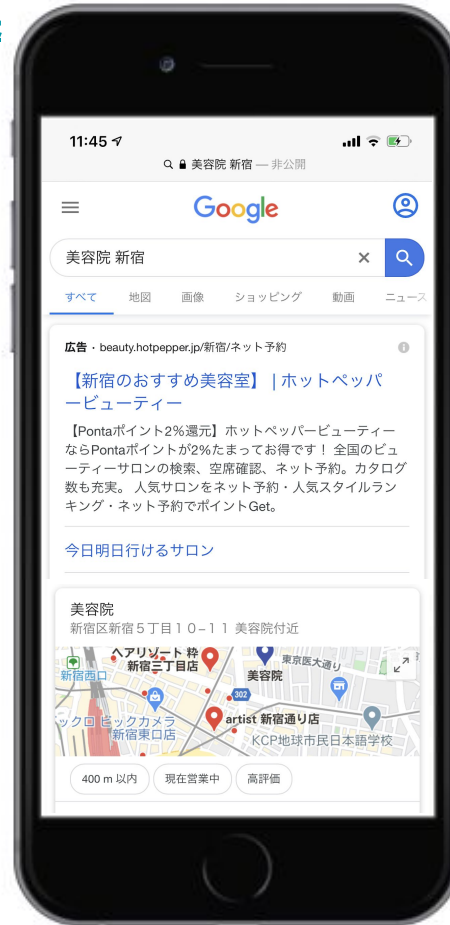 11:45
美容院 新宿 — 非公開
Google
美容院 新宿
すべて 地図 画像 ショッピング 動画 ニュース
広告・beauty.hotpepper.jp/新宿/ネット予約
【新宿のおすすめ美容室】 | ホットペッパ
ービューティー
【Pontaポイント2%還元】ホットペッパービューティー
ならPontaポイントが2%たまってお得です！ 全国のビュ
ーティーサロンの検索、空席確認、ネット予約。カタログ
数も充実。 人気サロンをネット予約・人気スタイルラン
キング・ネット予約でポイントGet。
今日明日行けるサロン
美容院
新宿区新宿５丁目１０−１１ 美容院付近
ヘアリゾート 粋
新宿三丁目店
東京医大通り
新宿西口
美容院
302
ックロ ビックカメラ
新宿東口店
artist 新宿通り店
KCP地球市民日本語学校
400 m 以内 現在営業中 高評価